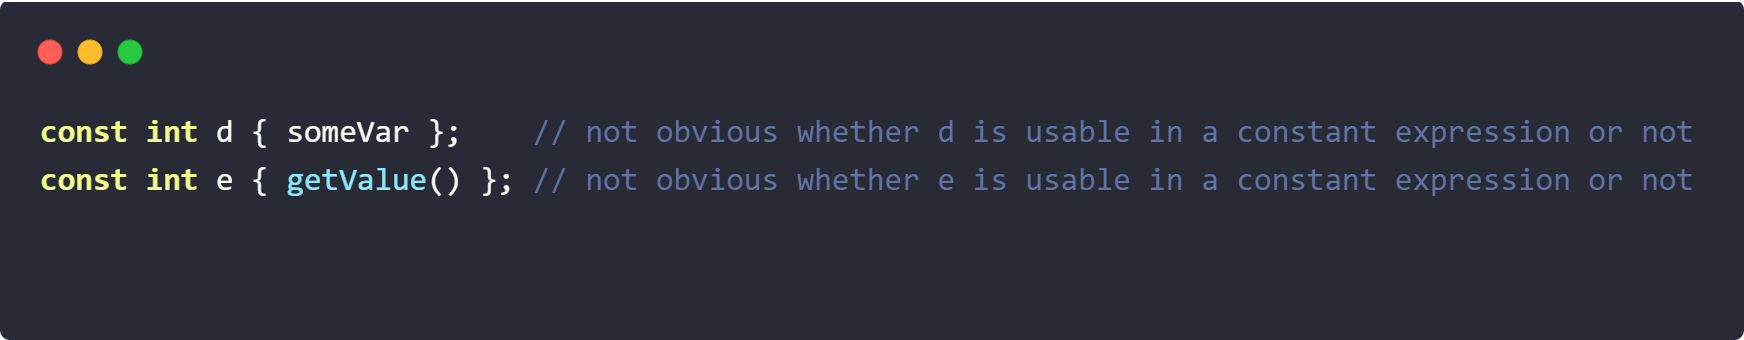 const int d { someVar };    // not obvious whether d is usable in a constant expression or not
const int e { getValue() }; // not obvious whether e is usable in a constant expression or not